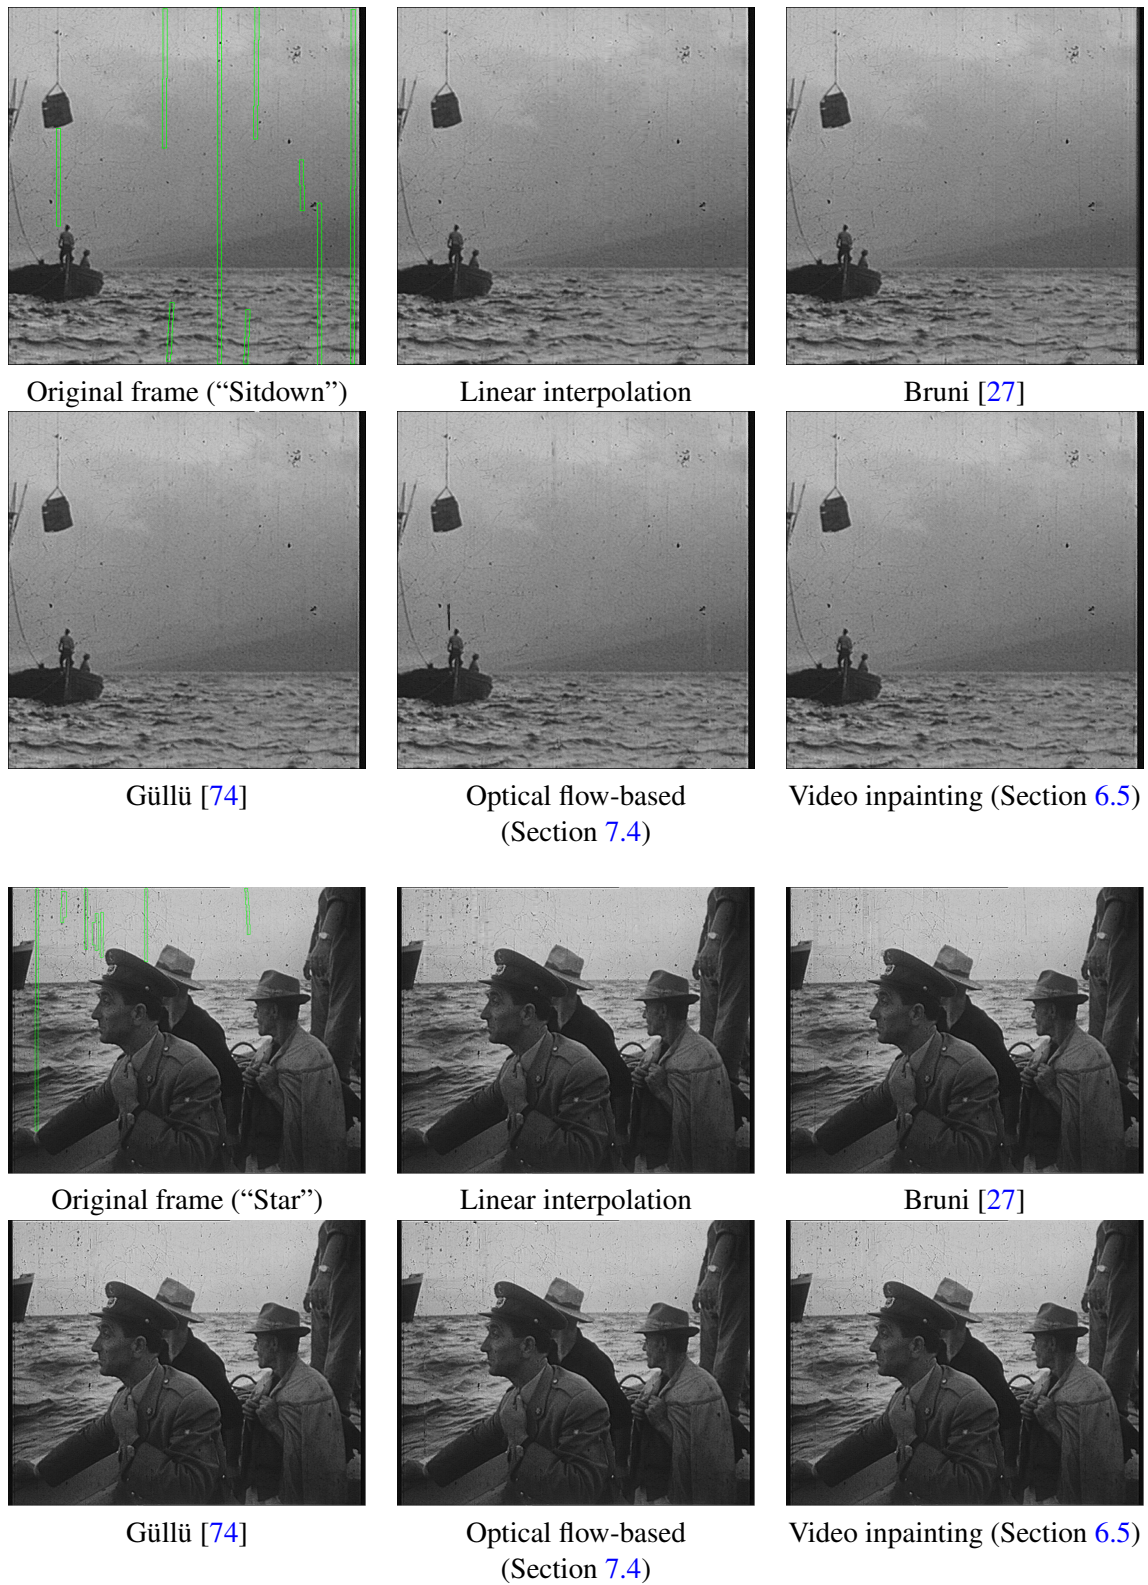 Original frame (“Sitdown”)
Linear interpolation
Bruni [27]
Güllü [74]
Optical flow-based
(Section 7.4)
Video inpainting (Section 6.5)
Original frame (“Star”)
Linear interpolation
Bruni [27]
Güllü [74]
Optical flow-based
(Section 7.4)
Video inpainting (Section 6.5)